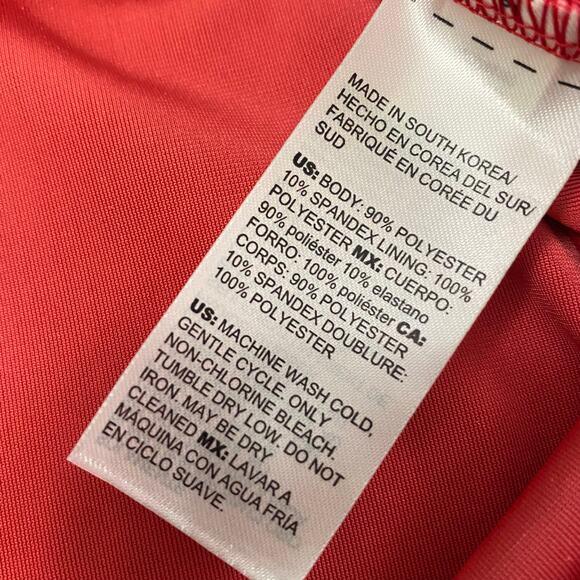 MADE IN SOUTH KOREA/
HECHO EN COREA DEL SUR/
FABRIQUÉ EN CORÉE DU
SUD
US: BODY: 90% POLYESTER
10% SPANDEX LINING: 100%
POLYESTER MX: CUERPO:
90% poliéster 10% elastano
FORRO: 100% poliéster CA:
CORPS: 90% POLYESTER
10% SPANDEX DOUBLURE:
100% POLYESTER
US: MACHINE WASH COLD,
GENTLE CYCLE. ONLY
NON-CHLORINE BLEACH.
TUMBLE DRY LOW. DO NOT
IRON. MAY BE DRY
CLEANED MX: LAVAR A
MÁQUINA CON AGUA FRÍA
EN CICLO SUAVE.